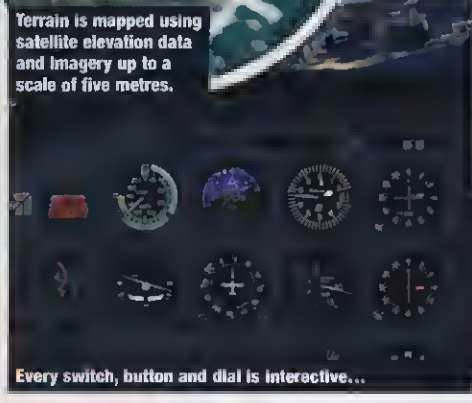 Terrain is mapped using
satellite elevation data
and imagery up to a
scale of five metres.
Every switch, button and dial is interactive...